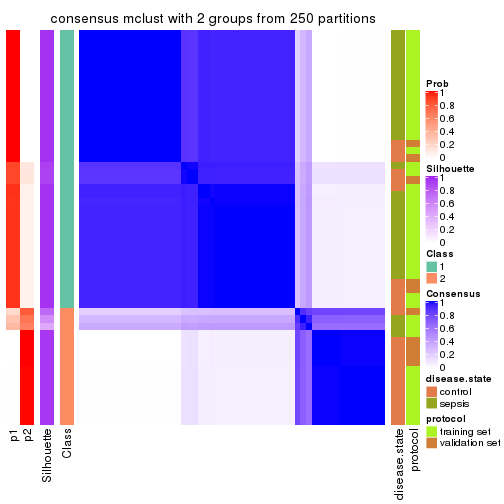 consensus mclust with 2 groups from 250 partitions
Prob
1
0.8
0.6
0.4
0.2
0
Silhouette
1
0.8
0.6
0.4
0.2
0
Class
1
2
Consensus
1
0.8
0.6
0.4
0.2
0
disease.state
control
sepsis
protocol
training set
validation set
p1
p2
Silhouette
Class
disease.state
protocol